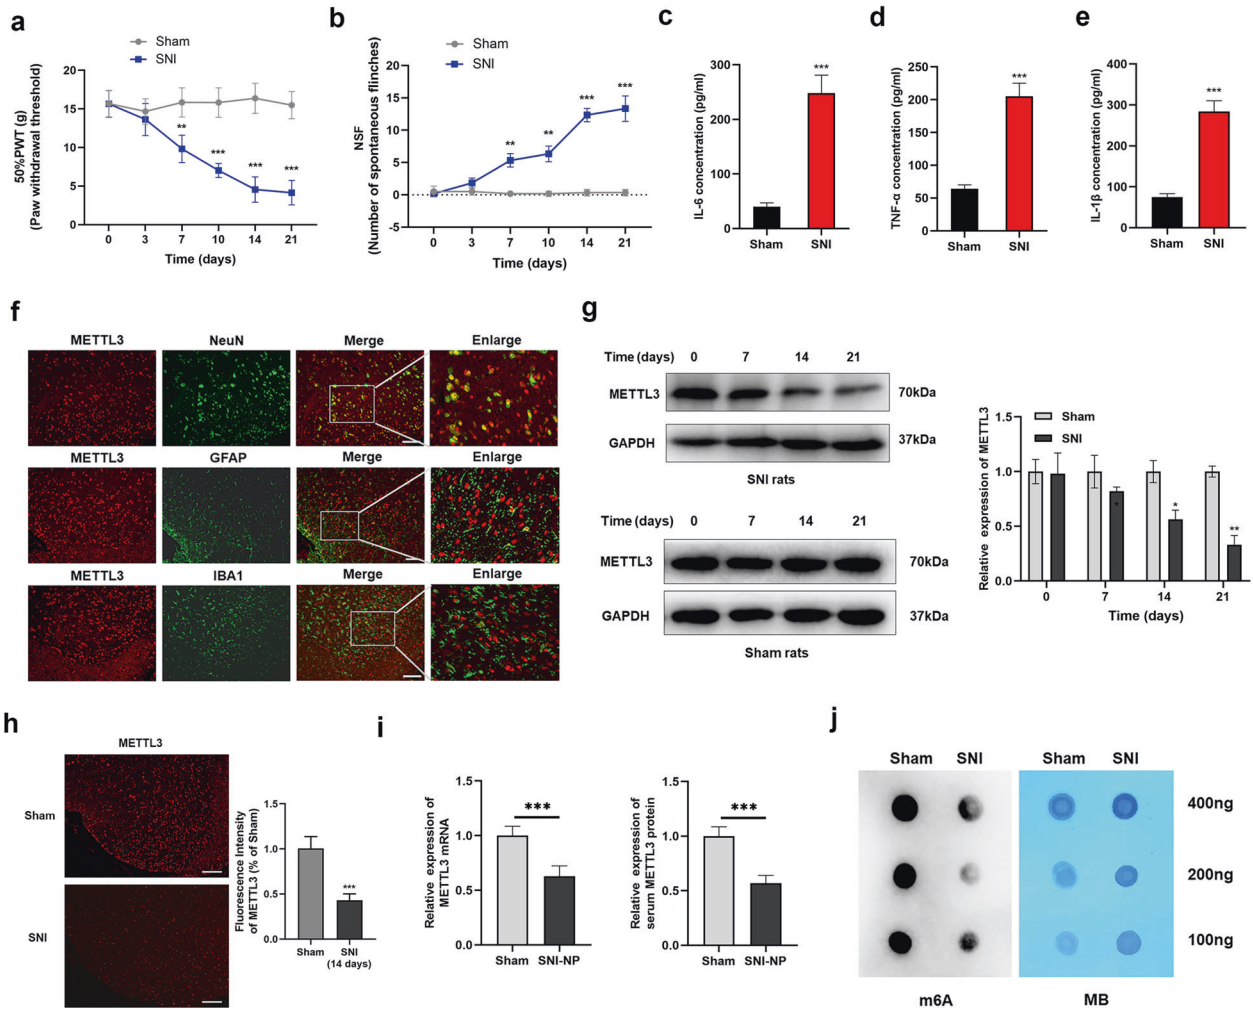 a
Sham
SNI
50%PWT (g)
(Paw withdrawal threshold)
20
15
10
5
0
**
***
***
***
0 3 7 10 14 21
Time (days)
b
Sham
SNI
NSF
(Number of spontaneous flinches)
20
15
10
5
0
-5
**
**
***
***
0 3 7 10 14 21
Time (days)
c
IL-6 concentration (pg/ml)
300
200
100
0
***
Sham SNI
d
TNF-α concentration (pg/ml)
250
200
150
100
50
0
***
Sham SNI
e
IL-1β concentration (pg/ml)
400
300
200
100
0
***
Sham SNI
f
METTL3 NeuN Merge Enlarge
METTL3 GFAP Merge Enlarge
METTL3 IBA1 Merge Enlarge
g
Time (days) 0 7 14 21
METTL3 70kDa
GAPDH 37kDa
SNI rats
Time (days) 0 7 14 21
METTL3 70kDa
GAPDH 37kDa
Sham rats
Relative expression of METTL3
1.5
1.0
0.5
0.0
Sham
SNI
*
*
**
0 7 14 21
Time (days)
h
METTL3
Sham
SNI
Fluorescence Intensity
of METTL3 (% of Sham)
1.5
1.0
0.5
0.0
***
Sham SNI
(14 days)
i
Relative expression of
METTL3 mRNA
1.5
1.0
0.5
0.0
***
Sham SNI-NP
Relative expression of
serum METTL3 protein
1.5
1.0
0.5
0.0
***
Sham SNI-NP
j
Sham SNI Sham SNI
400ng
200ng
100ng
m6A MB